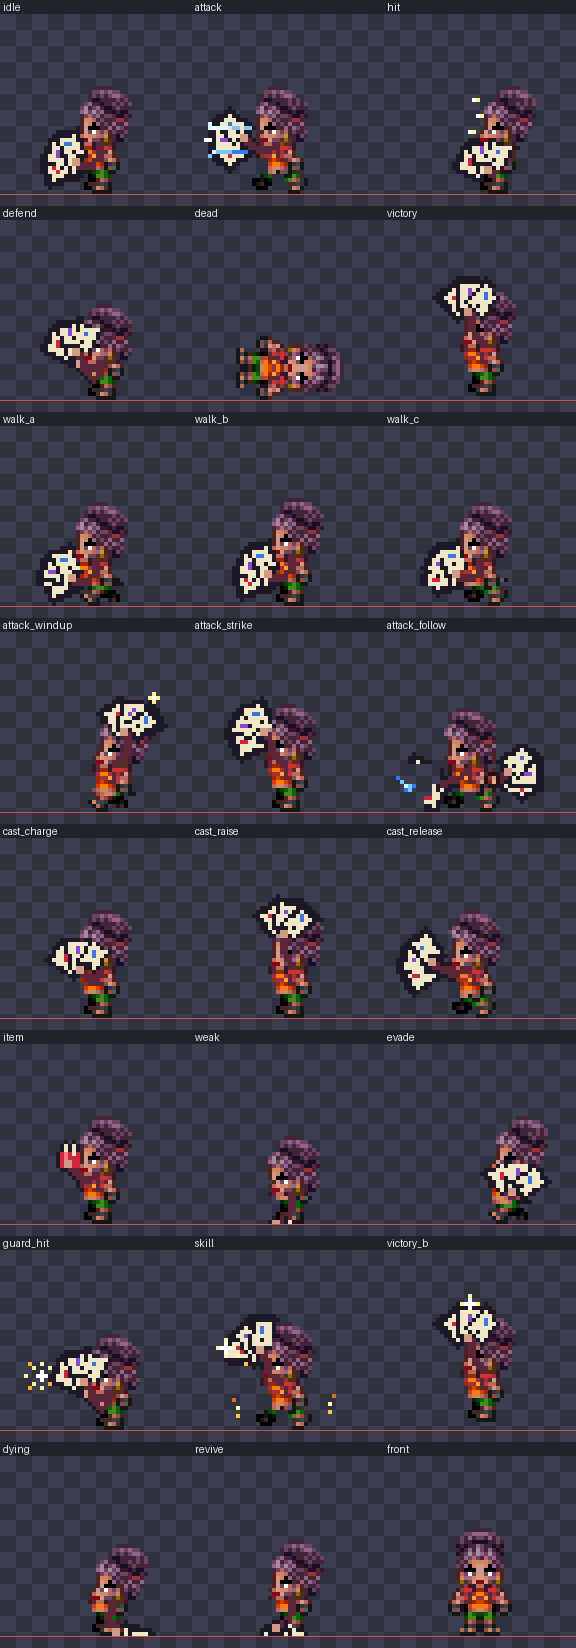 idle attack hit
defend dead victory
walk_a walk_b walk_c
attack_windup attack_strike attack_follow
cast_charge cast_raise cast_release
item weak evade
guard_hit skill victory_b
dying revive front